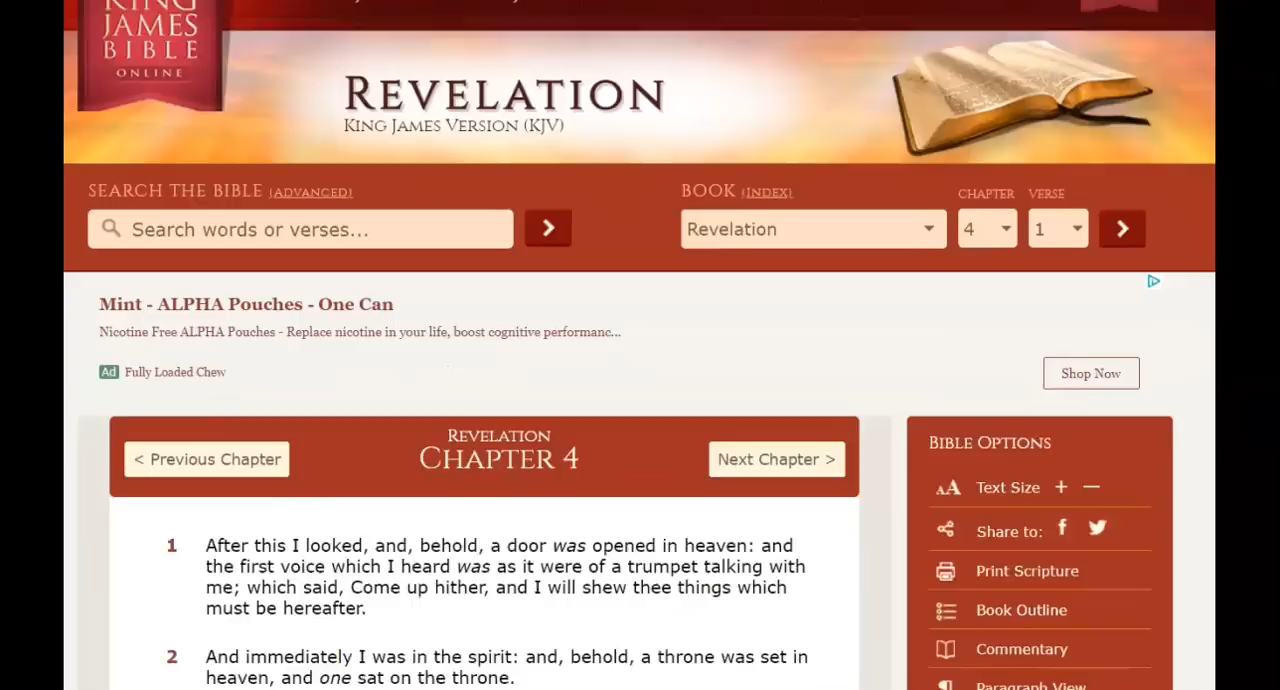 KING
JAMES
BIBLE
ONLINE
REVELATION
KING JAMES VERSION (KJV)
SEARCH THE BIBLE (ADVANCED)
Search words or verses...
BOOK (INDEX)
CHAPTER VERSE
Revelation
4
1
Mint - ALPHA Pouches - One Can
Nicotine Free ALPHA Pouches - Replace nicotine in your life, boost cognitive performanc...
Ad Fully Loaded Chew
Shop Now
< Previous Chapter
REVELATION
CHAPTER 4
Next Chapter >
1 After this I looked, and, behold, a door was opened in heaven: and
the first voice which I heard was as it were of a trumpet talking with
me; which said, Come up hither, and I will shew thee things which
must be hereafter.
2 And immediately I was in the spirit: and, behold, a throne was set in
heaven, and one sat on the throne.
BIBLE OPTIONS
AA Text Size + —
Share to:
Print Scripture
Book Outline
Commentary
Paragraph View